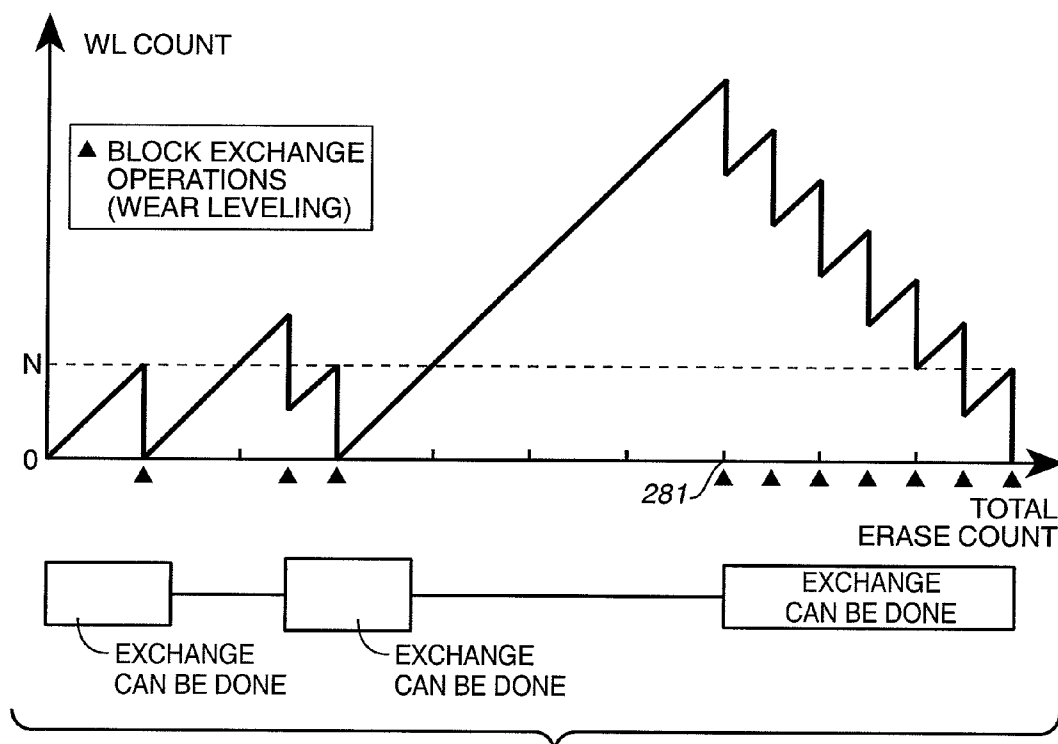 WL COUNT
▲ BLOCK EXCHANGE
OPERATIONS
(WEAR LEVELING)
N
0
281
TOTAL
ERASE COUNT
EXCHANGE
CAN BE DONE
EXCHANGE
CAN BE DONE
EXCHANGE
CAN BE DONE